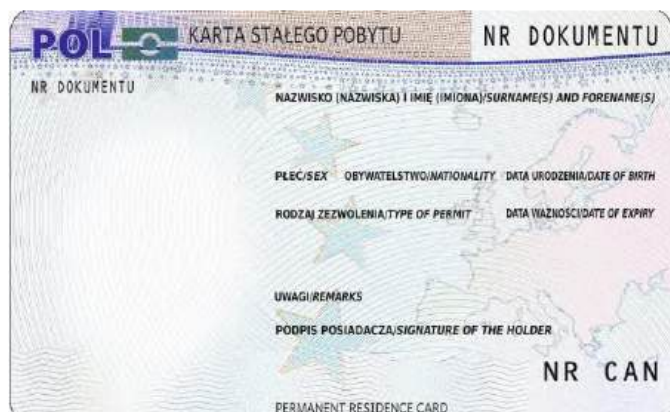 POL KARTA STAŁEGO POBYTU NR DOKUMENTU
NR DOKUMENTU
NAZWISKO (NAZWISKA) I IMIĘ (IMIONA)/SURNAME(S) AND FORENAME(S)
PŁEĆ/SEX OBYWATELSTWO/NATIONALITY DATA URODZENIA/DATE OF BIRTH
RODZAJ ZEZWOLENIA/TYPE OF PERMIT DATA WAŻNOŚCI/DATE OF EXPIRY
UWAGI/REMARKS
PODPIS POSIADACZA/SIGNATURE OF THE HOLDER
NR CAN
PERMANENT RESIDENCE CARD